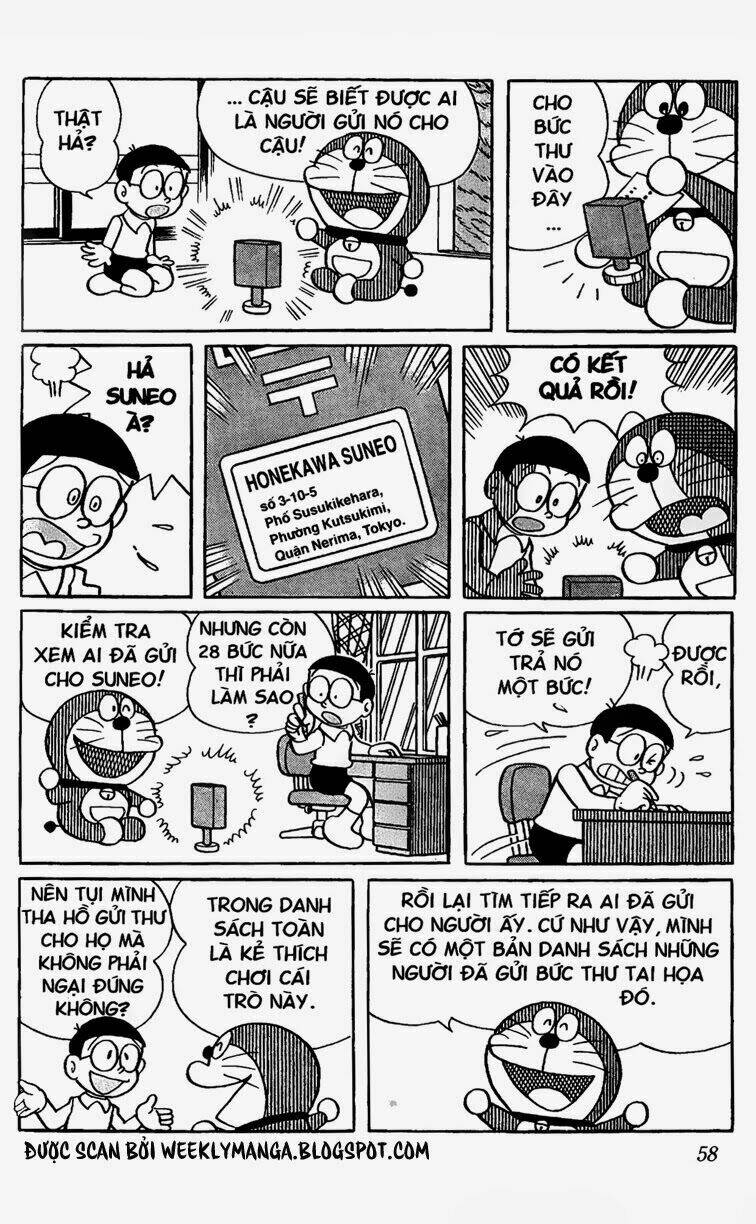 CHO
BỨC
THƯ
VÀO
ĐÂY
...
... CẬU SẼ BIẾT ĐƯỢC AI
LÀ NGƯỜI GỬI NÓ CHO
CẬU!
THẬT
HẢ?
CÓ KẾT
QUẢ RỒI!
〒
HONEKAWA SUNEO
số 3-10-5
Phố Susukikehara,
Phường Kutsukimi,
Quận Nerima, Tokyo.
HẢ
SUNEO
À?
ĐƯỢC
RỒI,
TỚ SẼ GỬI
TRẢ NÓ
MỘT BỨC!
NHƯNG CÒN
28 BỨC NỮA
THÌ PHẢI
LÀM SAO
?
KIỂM TRA
XEM AI ĐÃ GỬI
CHO SUNEO!
RỒI LẠI TÌM TIẾP RA AI ĐÃ GỬI
CHO NGƯỜI ẤY. CỨ NHƯ VẬY, MÌNH
SẼ CÓ MỘT BẢN DANH SÁCH NHỮNG
NGƯỜI ĐÃ GỬI BỨC THƯ TAI HỌA
ĐÓ.
TRONG DANH
SÁCH TOÀN
LÀ KẺ THÍCH
CHƠI CÁI
TRÒ NÀY.
NÊN TỤI MÌNH
THA HỒ GỬI THƯ
CHO HỌ MÀ
KHÔNG PHẢI
NGẠI ĐÚNG
KHÔNG?
ĐƯỢC SCAN BỞI WEEKLYMANGA.BLOGSPOT.COM
58